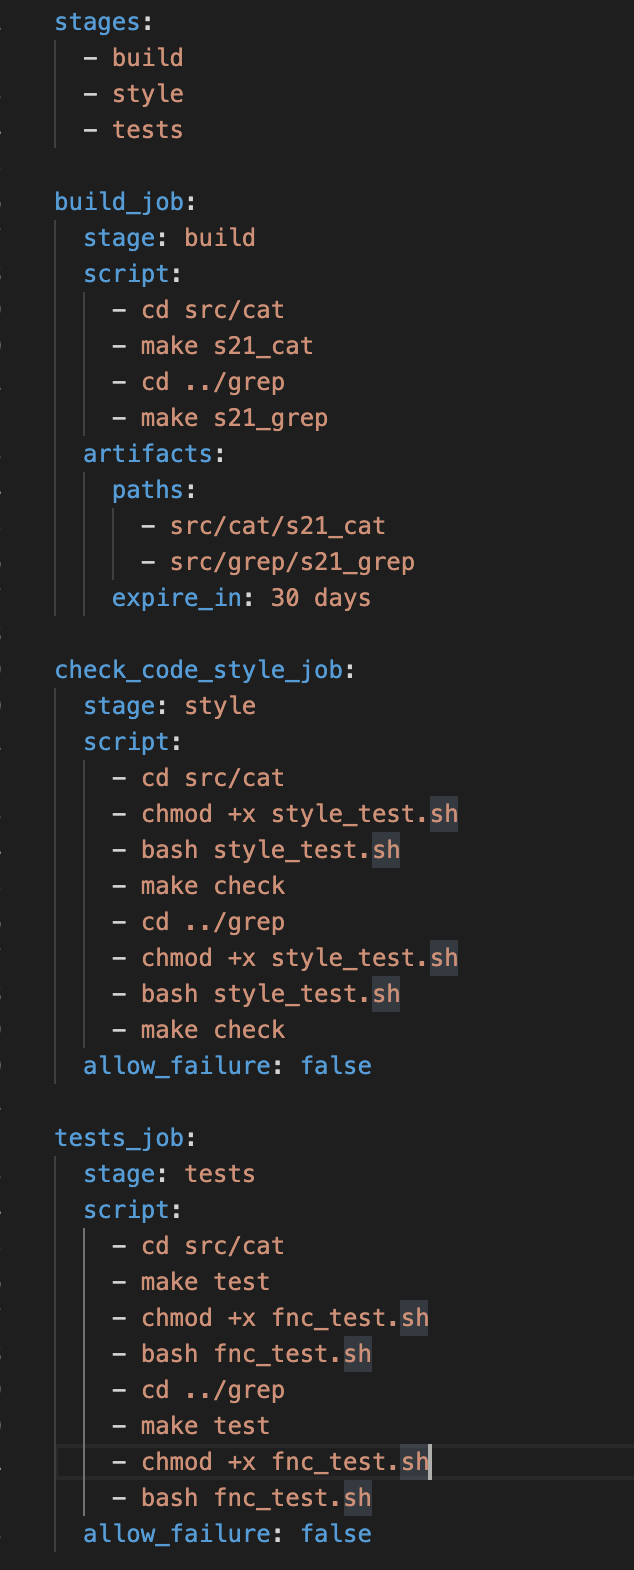 stages:
  - build
  - style
  - tests

build_job:
  stage: build
  script:
    - cd src/cat
    - make s21_cat
    - cd ../grep
    - make s21_grep
  artifacts:
    paths:
      - src/cat/s21_cat
      - src/grep/s21_grep
    expire_in: 30 days

check_code_style_job:
  stage: style
  script:
    - cd src/cat
    - chmod +x style_test.sh
    - bash style_test.sh
    - make check
    - cd ../grep
    - chmod +x style_test.sh
    - bash style_test.sh
    - make check
  allow_failure: false

tests_job:
  stage: tests
  script:
    - cd src/cat
    - make test
    - chmod +x fnc_test.sh
    - bash fnc_test.sh
    - cd ../grep
    - make test
    - chmod +x fnc_test.sh
    - bash fnc_test.sh
  allow_failure: false